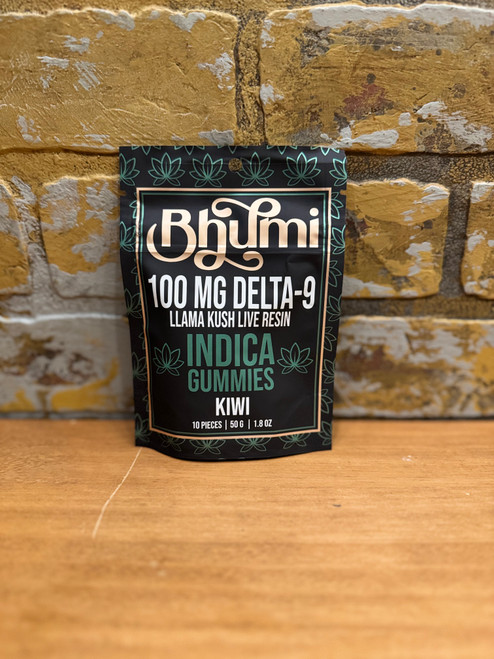 Bhumi
100 MG DELTA-9
LLAMA KUSH LIVE RESIN
INDICA
GUMMIES
KIWI
10 PIECES | 50 G | 1.8 OZ